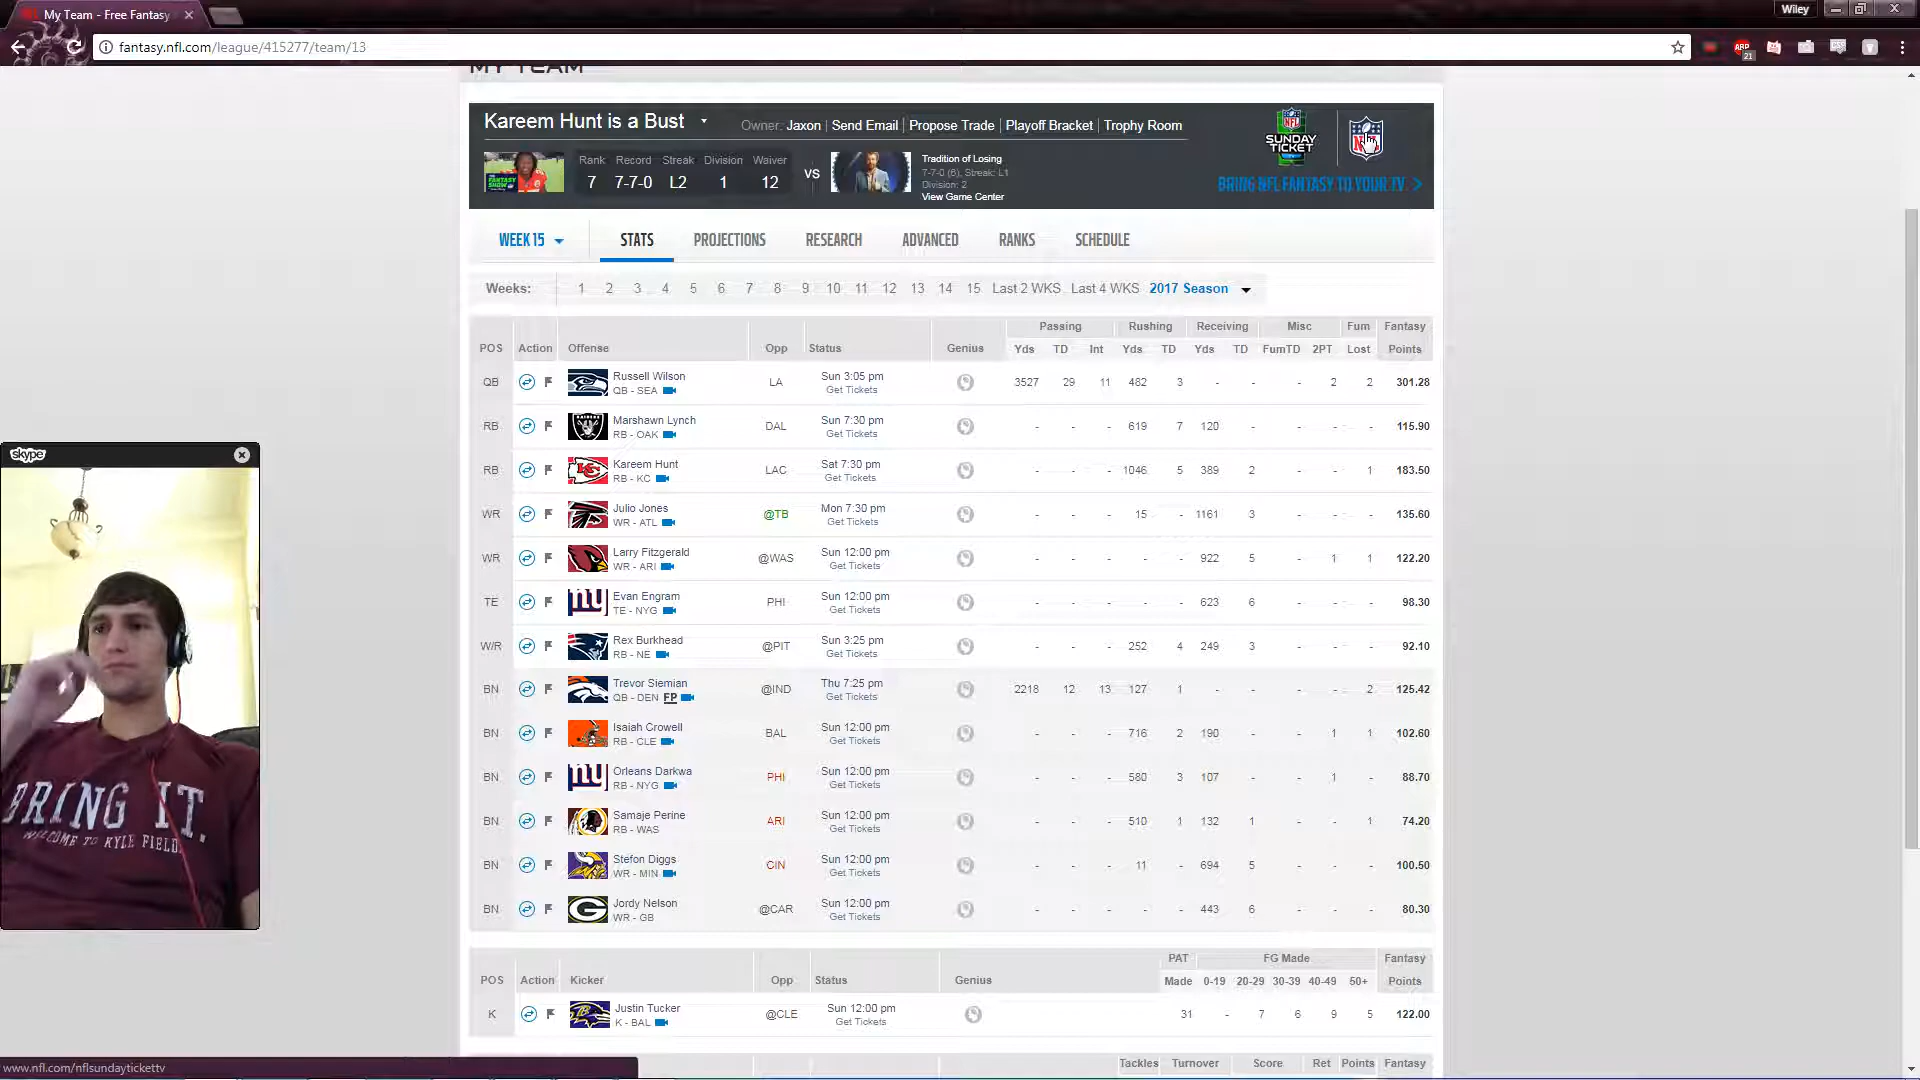 My Team - Free Fantasy
Wiley
fantasy.nfl.com/league/415277/team/13
ABP
21
MY TEAM
Kareem Hunt is a Bust
Owner: Jaxon | Send Email | Propose Trade | Playoff Bracket | Trophy Room
Rank Record Streak Division Waiver
7 7-7-0 L2 1 12
VS
Tradition of Losing
7-7-0 (6), Streak: L1
Division: 2
View Game Center
NFL
SUNDAY
TICKET
BRING NFL FANTASY TO YOUR TV
WEEK 15 STATS PROJECTIONS RESEARCH ADVANCED RANKS SCHEDULE
Weeks: 1 2 3 4 5 6 7 8 9 10 11 12 13 14 15 Last 2 WKS Last 4 WKS 2017 Season
Passing Rushing Receiving Misc Fum Fantasy
POS Action Offense Opp Status Genius Yds TD Int Yds TD Yds TD FumTD 2PT Lost Points
QB Russell Wilson LA Sun 3:05 pm 3527 29 11 482 3 - - - 2 2 301.28
QB - SEA Get Tickets
RB Marshawn Lynch DAL Sun 7:30 pm - - - 619 7 120 - - - - 115.90
RB - OAK Get Tickets
RB Kareem Hunt LAC Sat 7:30 pm - - - 1046 5 389 2 - - 1 183.50
RB - KC Get Tickets
WR Julio Jones @TB Mon 7:30 pm - - - 15 - 1161 3 - - - 135.60
WR - ATL Get Tickets
WR Larry Fitzgerald @WAS Sun 12:00 pm - - - - - 922 5 - 1 1 122.20
WR - ARI Get Tickets
TE Evan Engram PHI Sun 12:00 pm - - - - - 623 6 - - - 98.30
TE - NYG Get Tickets
W/R Rex Burkhead @PIT Sun 3:25 pm - - - 252 4 249 3 - - - 92.10
RB - NE Get Tickets
BN Trevor Siemian @IND Thu 7:25 pm 2218 12 13 127 1 - - - - 2 125.42
QB - DEN FP Get Tickets
BN Isaiah Crowell BAL Sun 12:00 pm - - - 716 2 190 - - 1 1 102.60
RB - CLE Get Tickets
BN Orleans Darkwa PHI Sun 12:00 pm - - - 580 3 107 - - 1 - 88.70
RB - NYG Get Tickets
BN Samaje Perine ARI Sun 12:00 pm - - - 510 1 132 1 - - 1 74.20
RB - WAS Get Tickets
BN Stefon Diggs CIN Sun 12:00 pm - - - 11 - 694 5 - - - 100.50
WR - MIN Get Tickets
BN Jordy Nelson @CAR Sun 12:00 pm - - - - - 443 6 - - - 80.30
WR - GB Get Tickets
PAT FG Made Fantasy
POS Action Kicker Opp Status Genius Made 0-19 20-29 30-39 40-49 50+ Points
K Justin Tucker @CLE Sun 12:00 pm 31 - 7 6 9 5 122.00
K - BAL Get Tickets
Tackles Turnover Score Ret Points Fantasy
skype
BRING IT.
WELCOME TO KYLE FIELD.
www.nfl.com/nflsundaytickettv